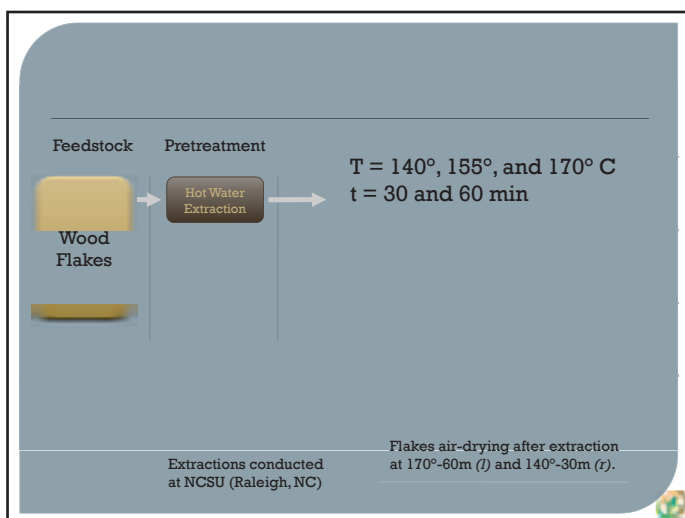 Feedstock
Pretreatment
T = 140°, 155°, and 170° C
t = 30 and 60 min
Hot Water
Extraction
Wood
Flakes
Flakes air-drying after extraction
at 170°-60m (l) and 140°-30m (r).
Extractions conducted
at NCSU (Raleigh, NC)